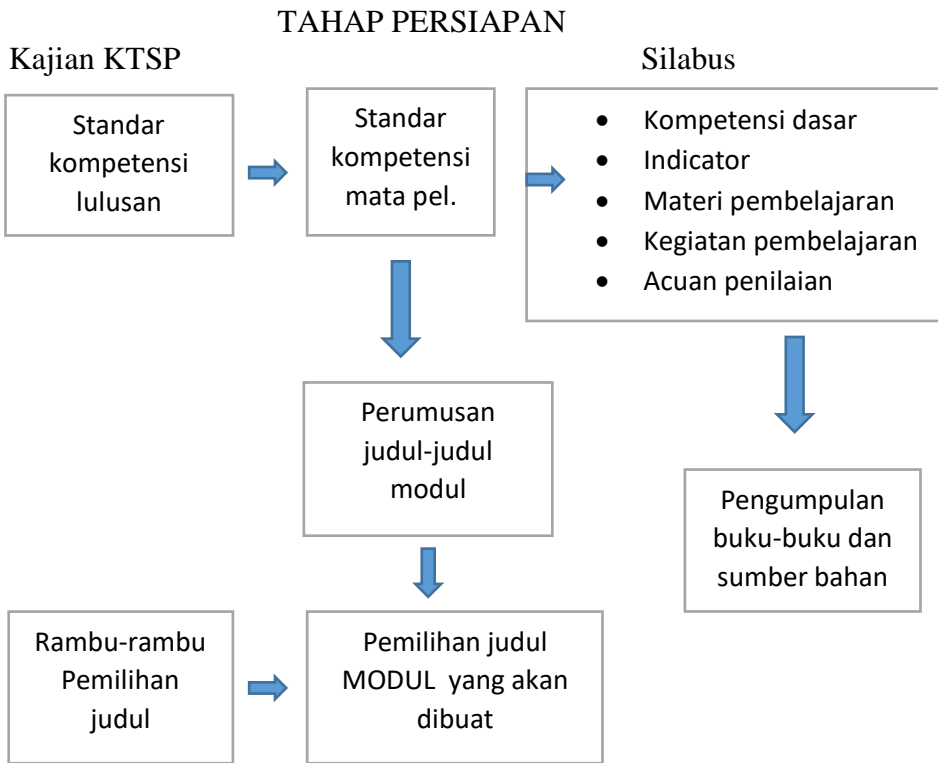 TAHAP PERSIAPAN
Kajian KTSP
Silabus
Standar
kompetensi
lulusan
Standar
kompetensi
mata pel.
• Kompetensi dasar
• Indicator
• Materi pembelajaran
• Kegiatan pembelajaran
• Acuan penilaian
Perumusan
judul-judul
modul
Pengumpulan
buku-buku dan
sumber bahan
Rambu-rambu
Pemilihan
judul
Pemilihan judul
MODUL yang akan
dibuat